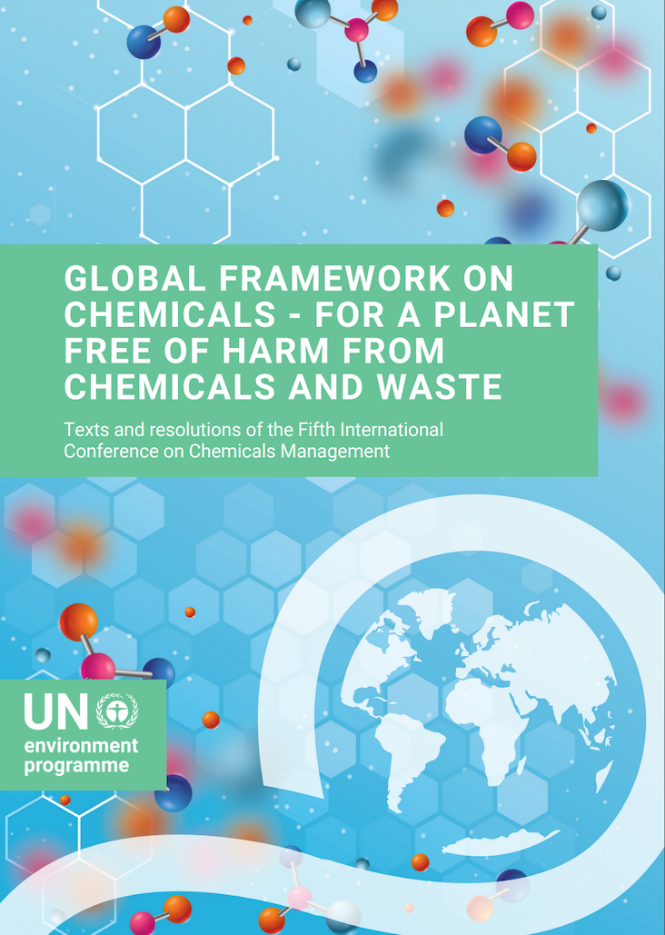 GLOBAL FRAMEWORK ON
CHEMICALS - FOR A PLANET
FREE OF HARM FROM
CHEMICALS AND WASTE
Texts and resolutions of the Fifth International
Conference on Chemicals Management
UN
environment
programme